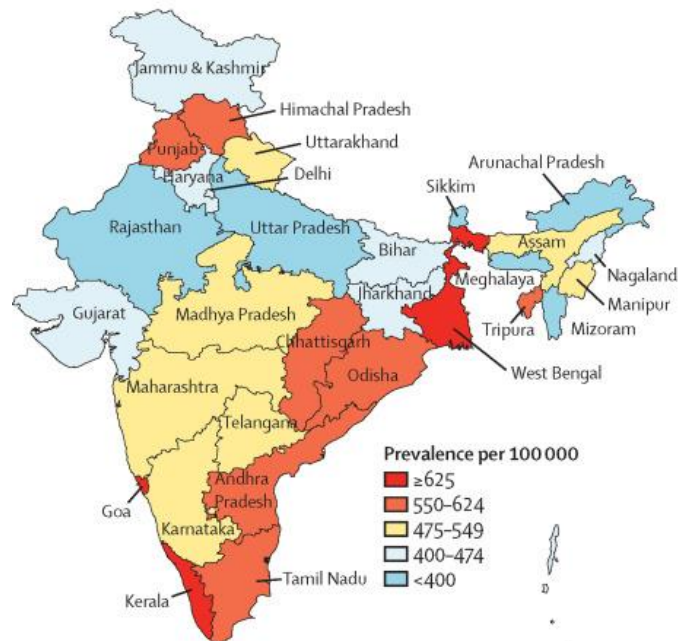 Jammu & Kashmir
Himachal Pradesh
Punjab
Uttarakhand
Haryana
Delhi
Arunachal Pradesh
Sikkim
Rajasthan
Uttar Pradesh
Assam
Bihar
Meghalaya
Nagaland
Jharkhand
Gujarat
Madhya Pradesh
Manipur
Tripura
Mizoram
Chhattisgarh
West Bengal
Odisha
Maharashtra
Telangana
Prevalence per 100 000
≥625
550–624
475–549
400–474
<400
Andhra
Pradesh
Goa
Karnataka
Tamil Nadu
Kerala